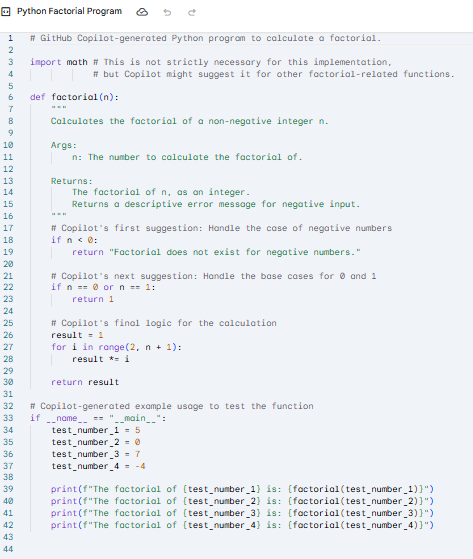 Python Factorial Program
1 # GitHub Copilot-generated Python program to calculate a factorial.
2
3 import math # This is not strictly necessary for this implementation,
4 # but Copilot might suggest it for other factorial-related functions.
5
6 def factorial(n):
7 """
8 Calculates the factorial of a non-negative integer n.
9
10 Args:
11 n: The number to calculate the factorial of.
12
13 Returns:
14 The factorial of n, as an integer.
15 Returns a descriptive error message for negative input.
16 """
17 # Copilot's first suggestion: Handle the case of negative numbers
18 if n < 0:
19 return "Factorial does not exist for negative numbers."
20
21 # Copilot's next suggestion: Handle the base cases for 0 and 1
22 if n == 0 or n == 1:
23 return 1
24
25 # Copilot's final logic for the calculation
26 result = 1
27 for i in range(2, n + 1):
28 result *= i
29
30 return result
31
32 # Copilot-generated example usage to test the function
33 if __name__ == "__main__":
34 test_number_1 = 5
35 test_number_2 = 0
36 test_number_3 = 7
37 test_number_4 = -4
38
39 print(f"The factorial of {test_number_1} is: {factorial(test_number_1)}")
40 print(f"The factorial of {test_number_2} is: {factorial(test_number_2)}")
41 print(f"The factorial of {test_number_3} is: {factorial(test_number_3)}")
42 print(f"The factorial of {test_number_4} is: {factorial(test_number_4)}")
43
44